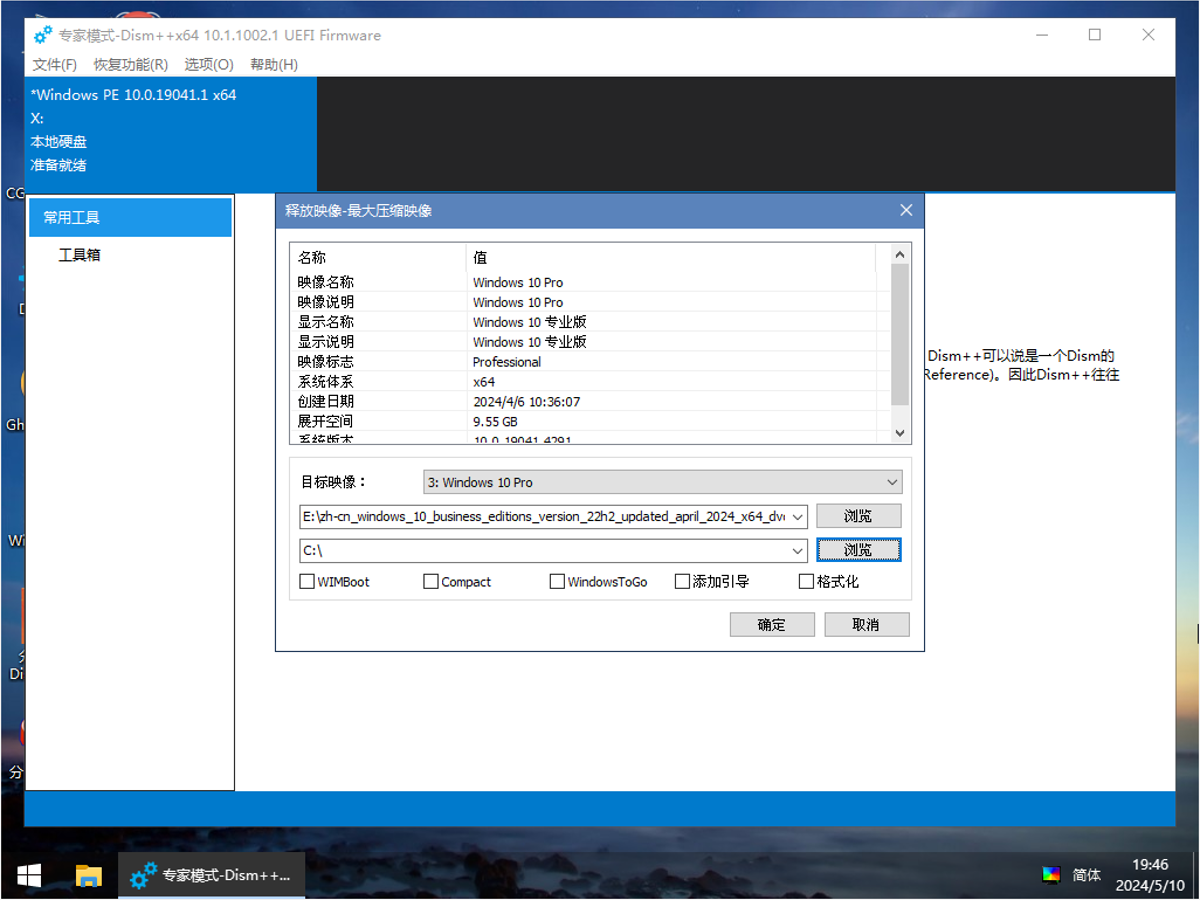 专家模式-Dism++x64 10.1.1002.1 UEFI Firmware
文件(F) 恢复功能(R) 选项(O) 帮助(H)
*Windows PE 10.0.19041.1 x64
X:
本地硬盘
准备就绪
常用工具
工具箱
释放映像-最大压缩映像
名称 值
映像名称 Windows 10 Pro
映像说明 Windows 10 Pro
显示名称 Windows 10 专业版
显示说明 Windows 10 专业版
映像标志 Professional
系统体系 x64
创建日期 2024/4/6 10:36:07
展开空间 9.55 GB
系统版本 10.0.19041.4291
Dism++可以说是一个Dism的
Reference)。因此Dism++往往
目标映像： 3: Windows 10 Pro
E:\zh-cn_windows_10_business_editions_version_22h2_updated_april_2024_x64_dv 浏览
C:\ 浏览
WIMBoot Compact WindowsToGo 添加引导 格式化
确定 取消
CG
Gh
Wi
Di
分
专家模式-Dism++... 简体 19:46
2024/5/10